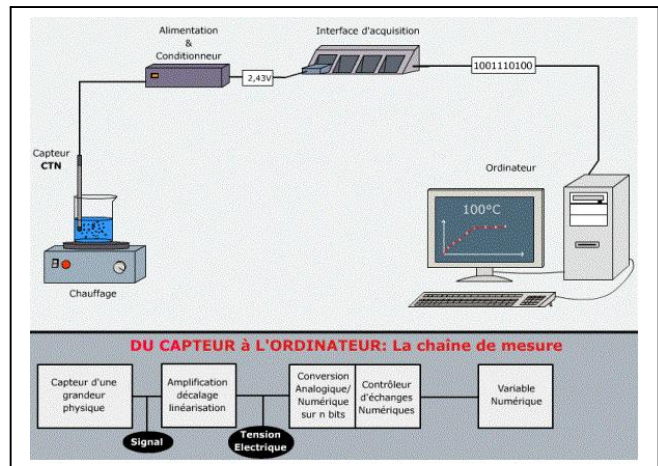 Alimentation
&
Conditionneur
Interface d'acquisition
2,43V
1001110100
Capteur
CTN
Ordinateur
100°C
Chauffage
DU CAPTEUR à L'ORDINATEUR: La chaîne de mesure
Capteur d'une
grandeur
physique
Amplification
décalage
linéarisation
Conversion
Analogique/
Numérique
sur n bits
Contrôleur
d'échanges
Numériques
Variable
Numérique
Signal
Tension
Electrique